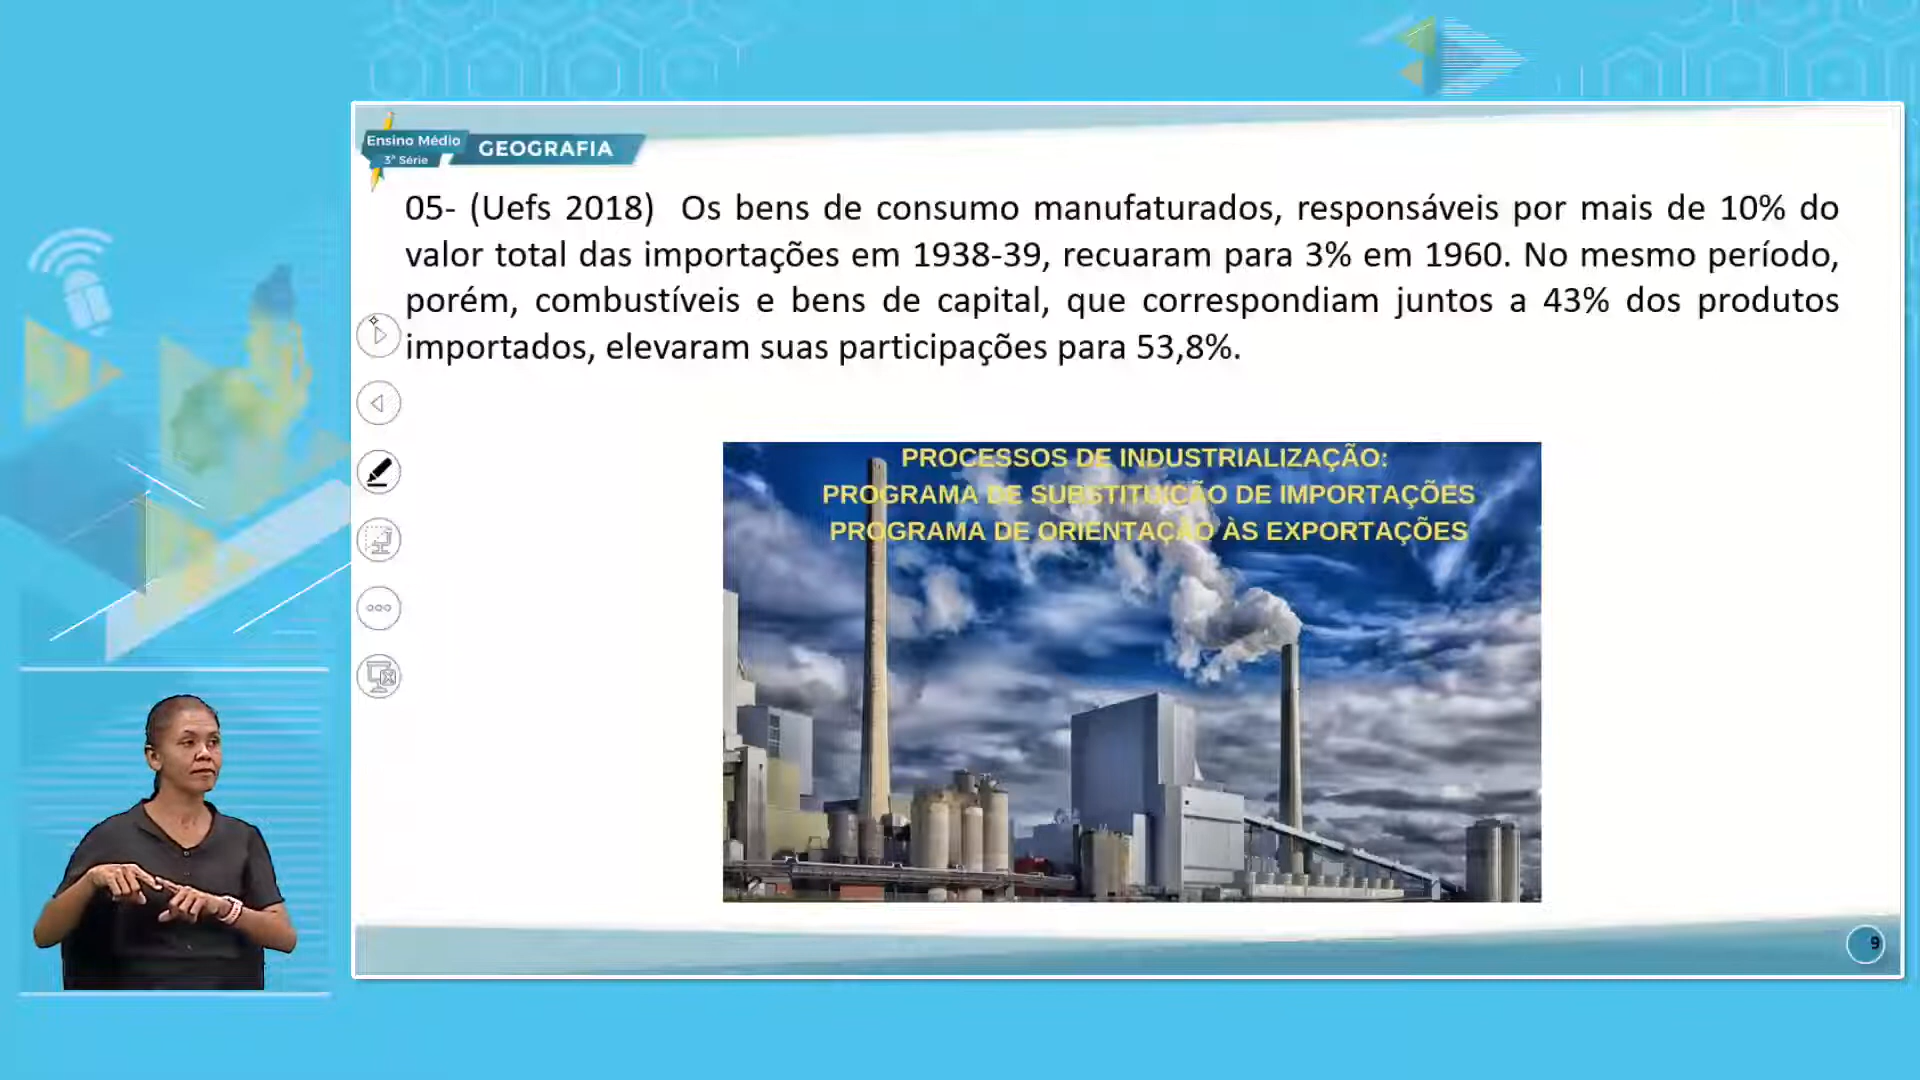 Ensino Médio
3ª Série
GEOGRAFIA
05- (Uefs 2018) Os bens de consumo manufaturados, responsáveis por mais de 10% do
valor total das importações em 1938-39, recuaram para 3% em 1960. No mesmo período,
porém, combustíveis e bens de capital, que correspondiam juntos a 43% dos produtos
importados, elevaram suas participações para 53,8%.
PROCESSOS DE INDUSTRIALIZAÇÃO:
PROGRAMA DE SUBSTITUIÇÃO DE IMPORTAÇÕES
PROGRAMA DE ORIENTAÇÃO ÀS EXPORTAÇÕES
9